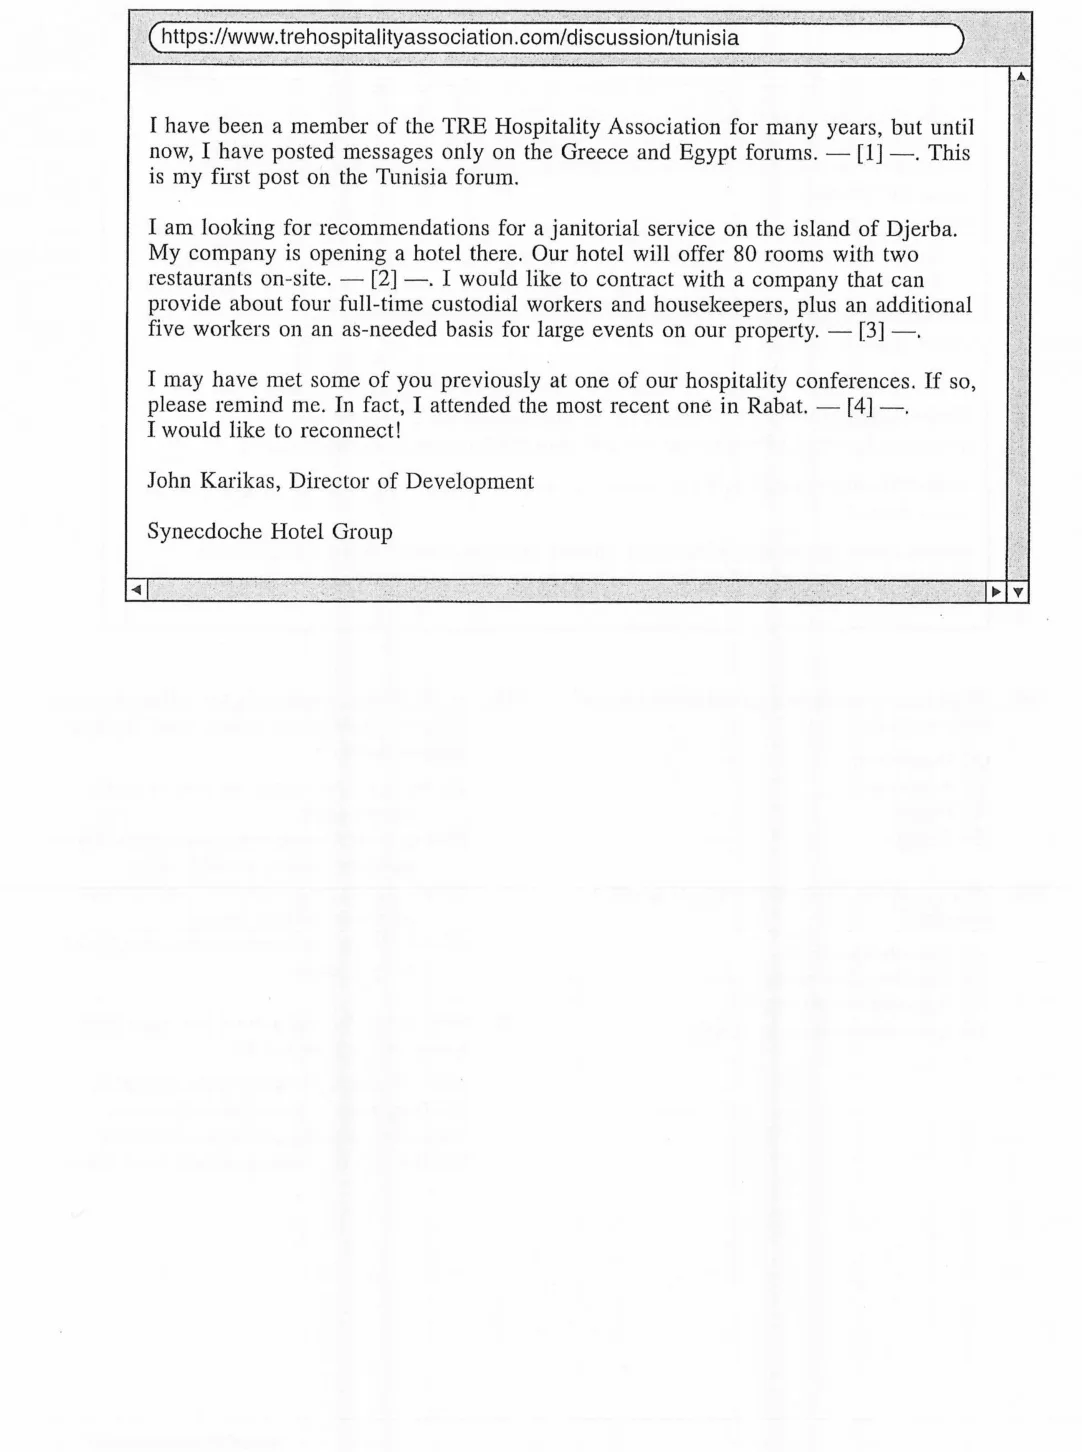 https://www.trehospitalityassociation.com/discussion/tunisia
I have been a member of the TRE Hospitality Association for many years, but until
now, I have posted messages only on the Greece and Egypt forums. — [1] —. This
is my first post on the Tunisia forum.
I am looking for recommendations for a janitorial service on the island of Djerba.
My company is opening a hotel there. Our hotel will offer 80 rooms with two
restaurants on-site. — [2] —. I would like to contract with a company that can
provide about four full-time custodial workers and housekeepers, plus an additional
five workers on an as-needed basis for large events on our property. — [3] —.
I may have met some of you previously at one of our hospitality conferences. If so,
please remind me. In fact, I attended the most recent one in Rabat. — [4] —.
I would like to reconnect!
John Karikas, Director of Development
Synecdoche Hotel Group